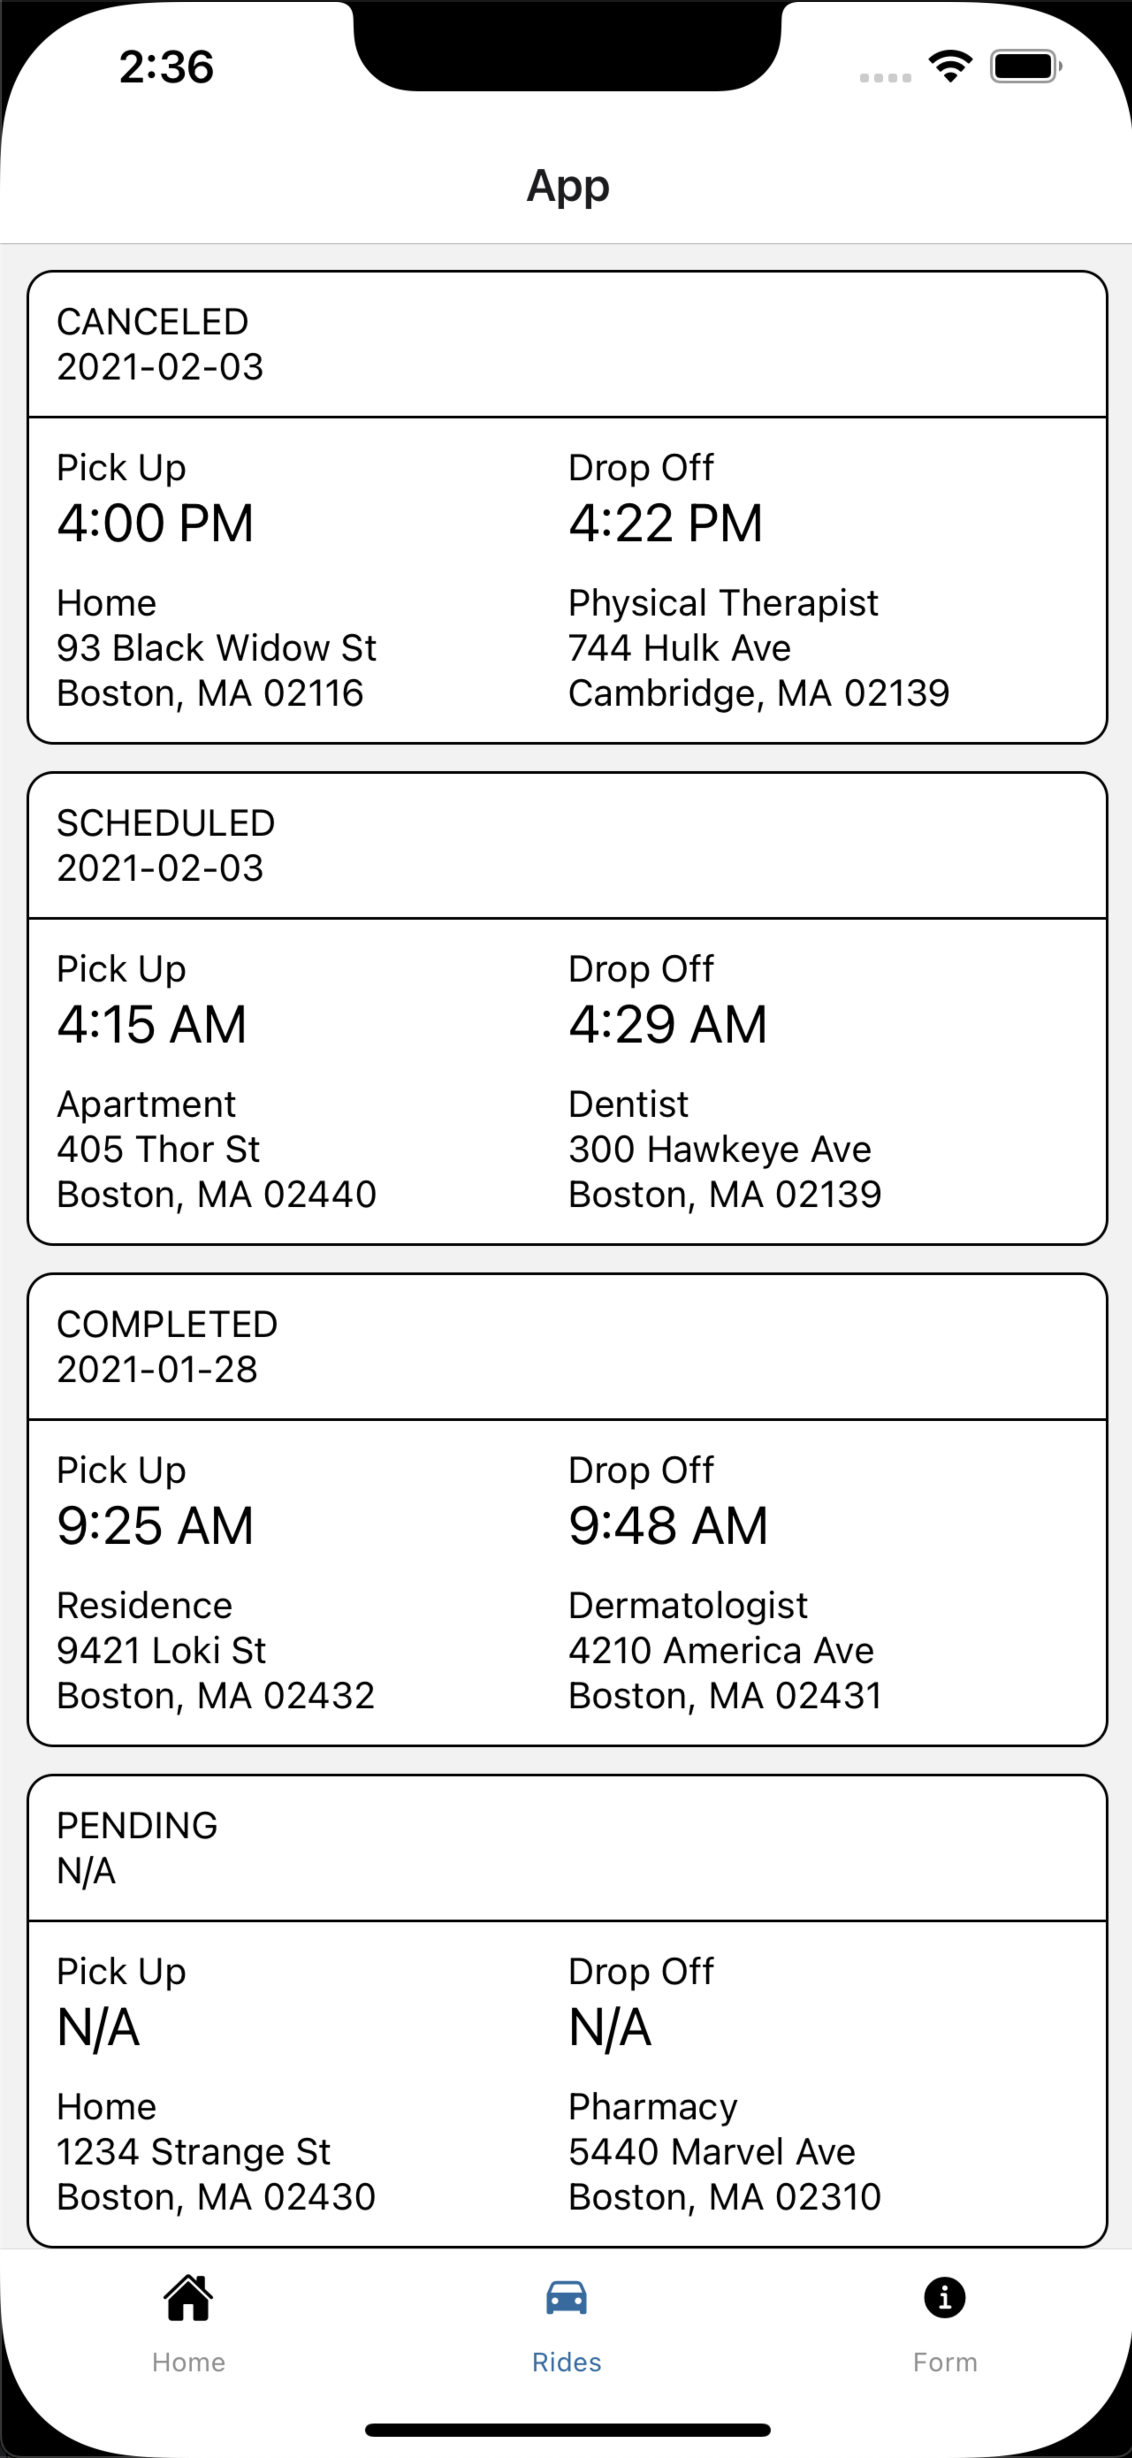 2:36
App
CANCELED
2021-02-03
Pick Up
4:00 PM
Home
93 Black Widow St
Boston, MA 02116
Drop Off
4:22 PM
Physical Therapist
744 Hulk Ave
Cambridge, MA 02139
SCHEDULED
2021-02-03
Pick Up
4:15 AM
Apartment
405 Thor St
Boston, MA 02440
Drop Off
4:29 AM
Dentist
300 Hawkeye Ave
Boston, MA 02139
COMPLETED
2021-01-28
Pick Up
9:25 AM
Residence
9421 Loki St
Boston, MA 02432
Drop Off
9:48 AM
Dermatologist
4210 America Ave
Boston, MA 02431
PENDING
N/A
Pick Up
N/A
Home
1234 Strange St
Boston, MA 02430
Drop Off
N/A
Pharmacy
5440 Marvel Ave
Boston, MA 02310
Home
Rides
Form